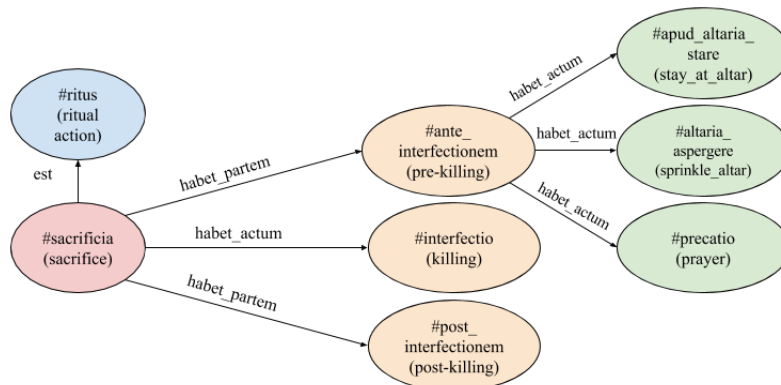 #apud_altaria_
stare
(stay_at_altar)
habet_actum
#ritus
(ritual
action)
#ante_
interfectionem
(pre-killing)
habet_actum
#altaria_
aspergere
(sprinkle_altar)
est
habet_partem
habet_actum
#sacrificia
(sacrifice)
habet_actum
#interfectio
(killing)
#precatio
(prayer)
habet_partem
#post_
interfectionem
(post-killing)